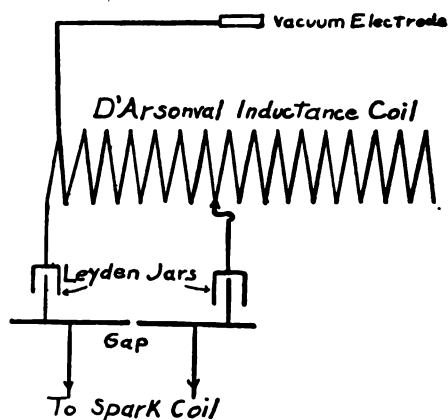 Vacuum Electrode
D'Arsonval Inductance Coil
Leyden Jars
Gap
To Spark Coil